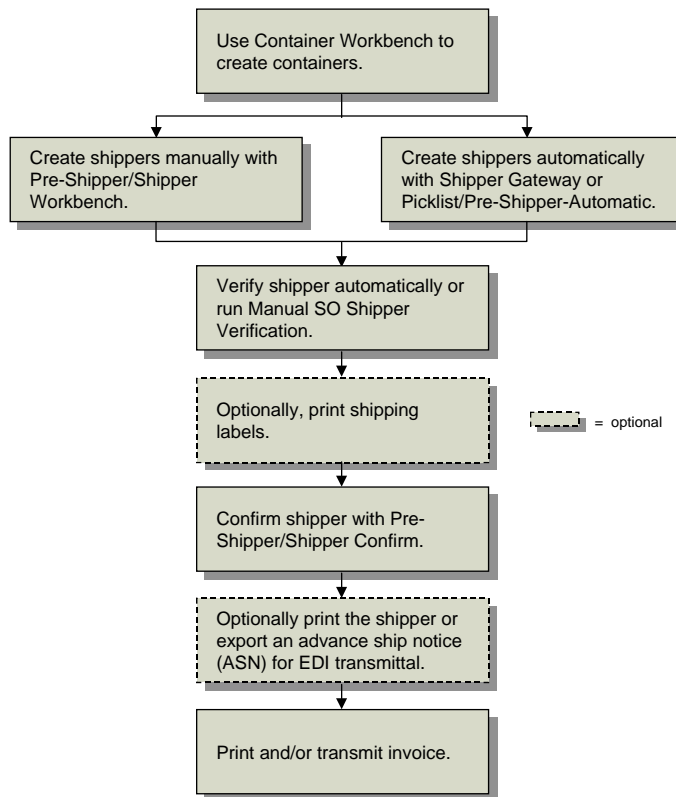 Use Container Workbench to
create containers.
Create shippers manually with
Pre-Shipper/Shipper
Workbench.
Create shippers automatically
with Shipper Gateway or
Picklist/Pre-Shipper-Automatic.
Verify shipper automatically or
run Manual SO Shipper
Verification.
Optionally, print shipping
labels.
= optional
Confirm shipper with Pre-
Shipper/Shipper Confirm.
Optionally print the shipper or
export an advance ship notice
(ASN) for EDI transmittal.
Print and/or transmit invoice.